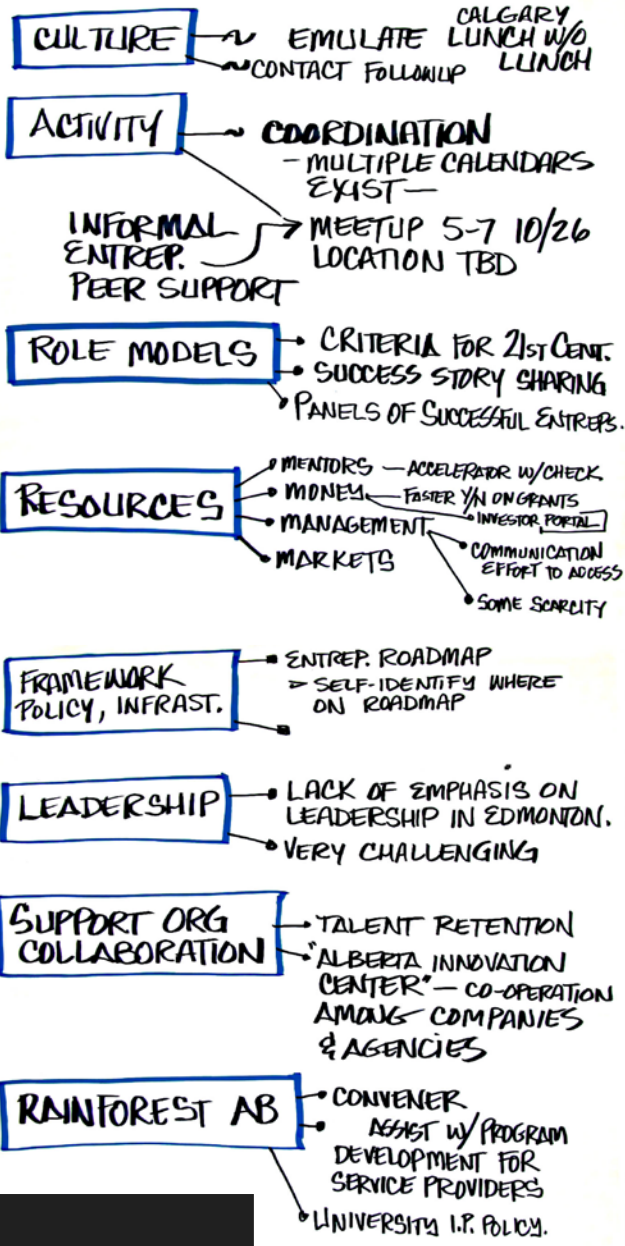 CULTURE
EMULATE CALGARY
LUNCH W/O
LUNCH
CONTACT FOLLOWUP
ACTIVITY
COORDINATION
- MULTIPLE CALENDARS
EXIST —
INFORMAL
ENTREP.
PEER SUPPORT
MEETUP 5-7 10/26
LOCATION TBD
ROLE MODELS
CRITERIA FOR 21ST CENT.
SUCCESS STORY SHARING
PANELS OF SUCCESSFUL ENTREPS.
RESOURCES
MENTORS — ACCELERATOR W/CHECK
MONEY — FASTER Y/N ON GRANTS
INVESTOR PORTAL
MANAGEMENT
COMMUNICATION
EFFORT TO ACCESS
SOME SCARCITY
MARKETS
FRAMEWORK
POLICY, INFRAST.
ENTREP. ROADMAP
> SELF-IDENTIFY WHERE
ON ROADMAP
LEADERSHIP
LACK OF EMPHASIS ON
LEADERSHIP IN EDMONTON.
VERY CHALLENGING
SUPPORT ORG
COLLABORATION
TALENT RETENTION
"ALBERTA INNOVATION
CENTER" — CO-OPERATION
AMONG COMPANIES
& AGENCIES
RAINFOREST AB
CONVENER
ASSIST W/ PROGRAM
DEVELOPMENT FOR
SERVICE PROVIDERS
UNIVERSITY I.P. POLICY.